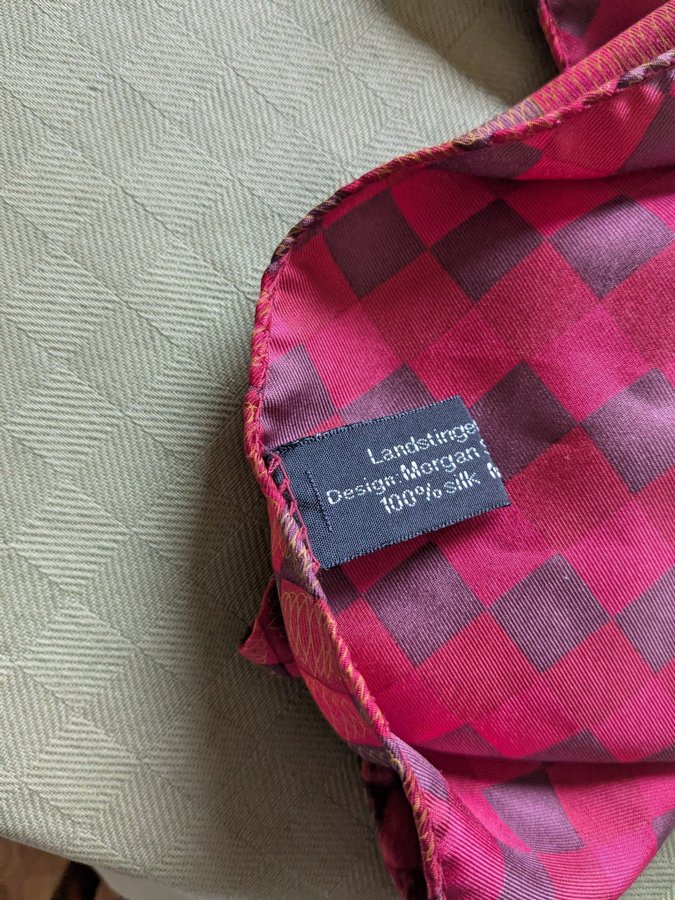 Landstinge
Design: Morgan
100% silk